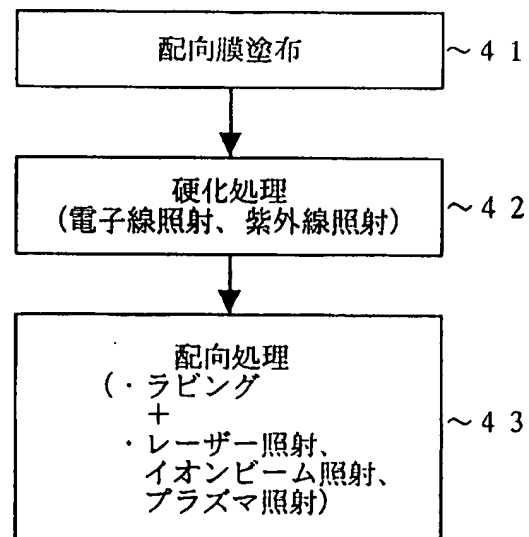 配向膜塗布 ～41
硬化処理
(電子線照射、紫外線照射) ～42
配向処理
(・ラビング
+
・レーザー照射、 ～43
イオンビーム照射、
プラズマ照射)